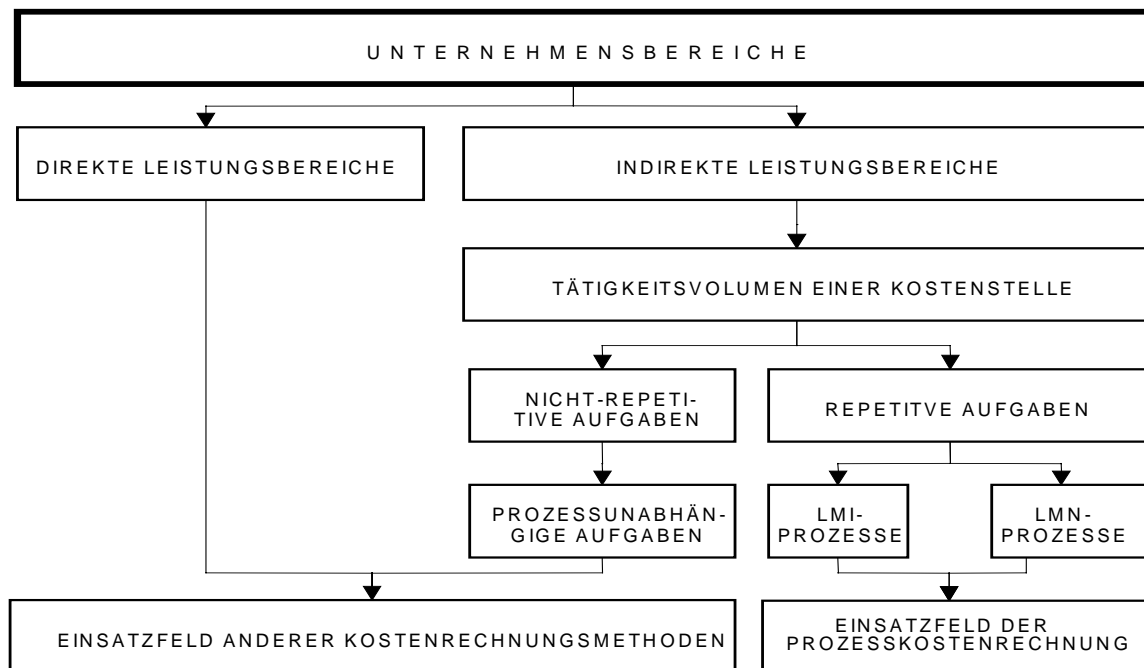 UNTERNEHMENSBEREICHE
DIREKTE LEISTUNGSBEREICHE
INDIREKTE LEISTUNGSBEREICHE
TÄTIGKEITSVOLUMEN EINER KOSTENSTELLE
NICHT-REPETI-
TIVE AUFGABEN
REPETITVE AUFGABEN
PROZESSUNABHÄN-
GIGE AUFGABEN
LMI-
PROZESSE
LMN-
PROZESSE
EINSATZFELD ANDERER KOSTENRECHNUNGSMETHODEN
EINSATZFELD DER
PROZESSKOSTENRECHNUNG